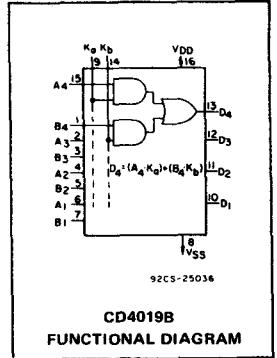 Ka Kb
9 14
VDD
16
15
A4
13
D4
1
B4
2
A3
12
D3
3
B3
D4=(A4·Ka)+(B4·Kb)
11
D2
4
A2
5
B2
6
A1
10
D1
7
B1
8
VSS
92CS-25036
CD4019B
FUNCTIONAL DIAGRAM